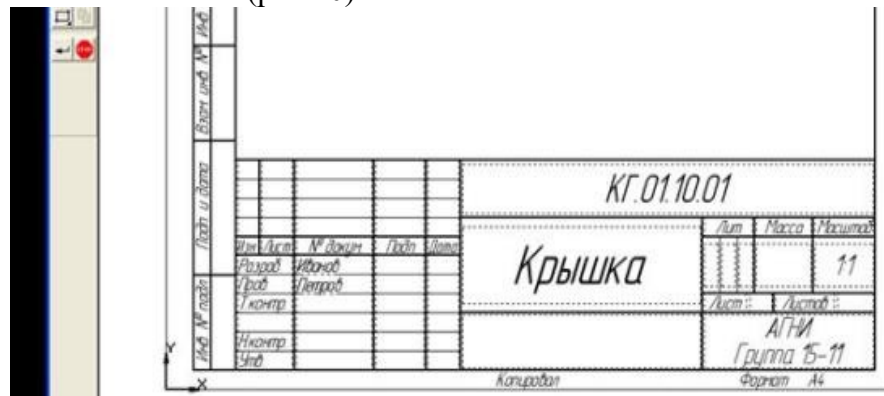 Инв
Взам инв №
Подп и дата
Инв № подл
КГ.01.10.01
Лит Масса Масштаб
Изм Лист № докум Подп Дата
Разраб Иванов
Крышка
1:1
Пров Петров
Т контр
Лист Листов
АГНИ
Н контр
Группа 15-11
Утв
Копировал Формат А4
Y
X